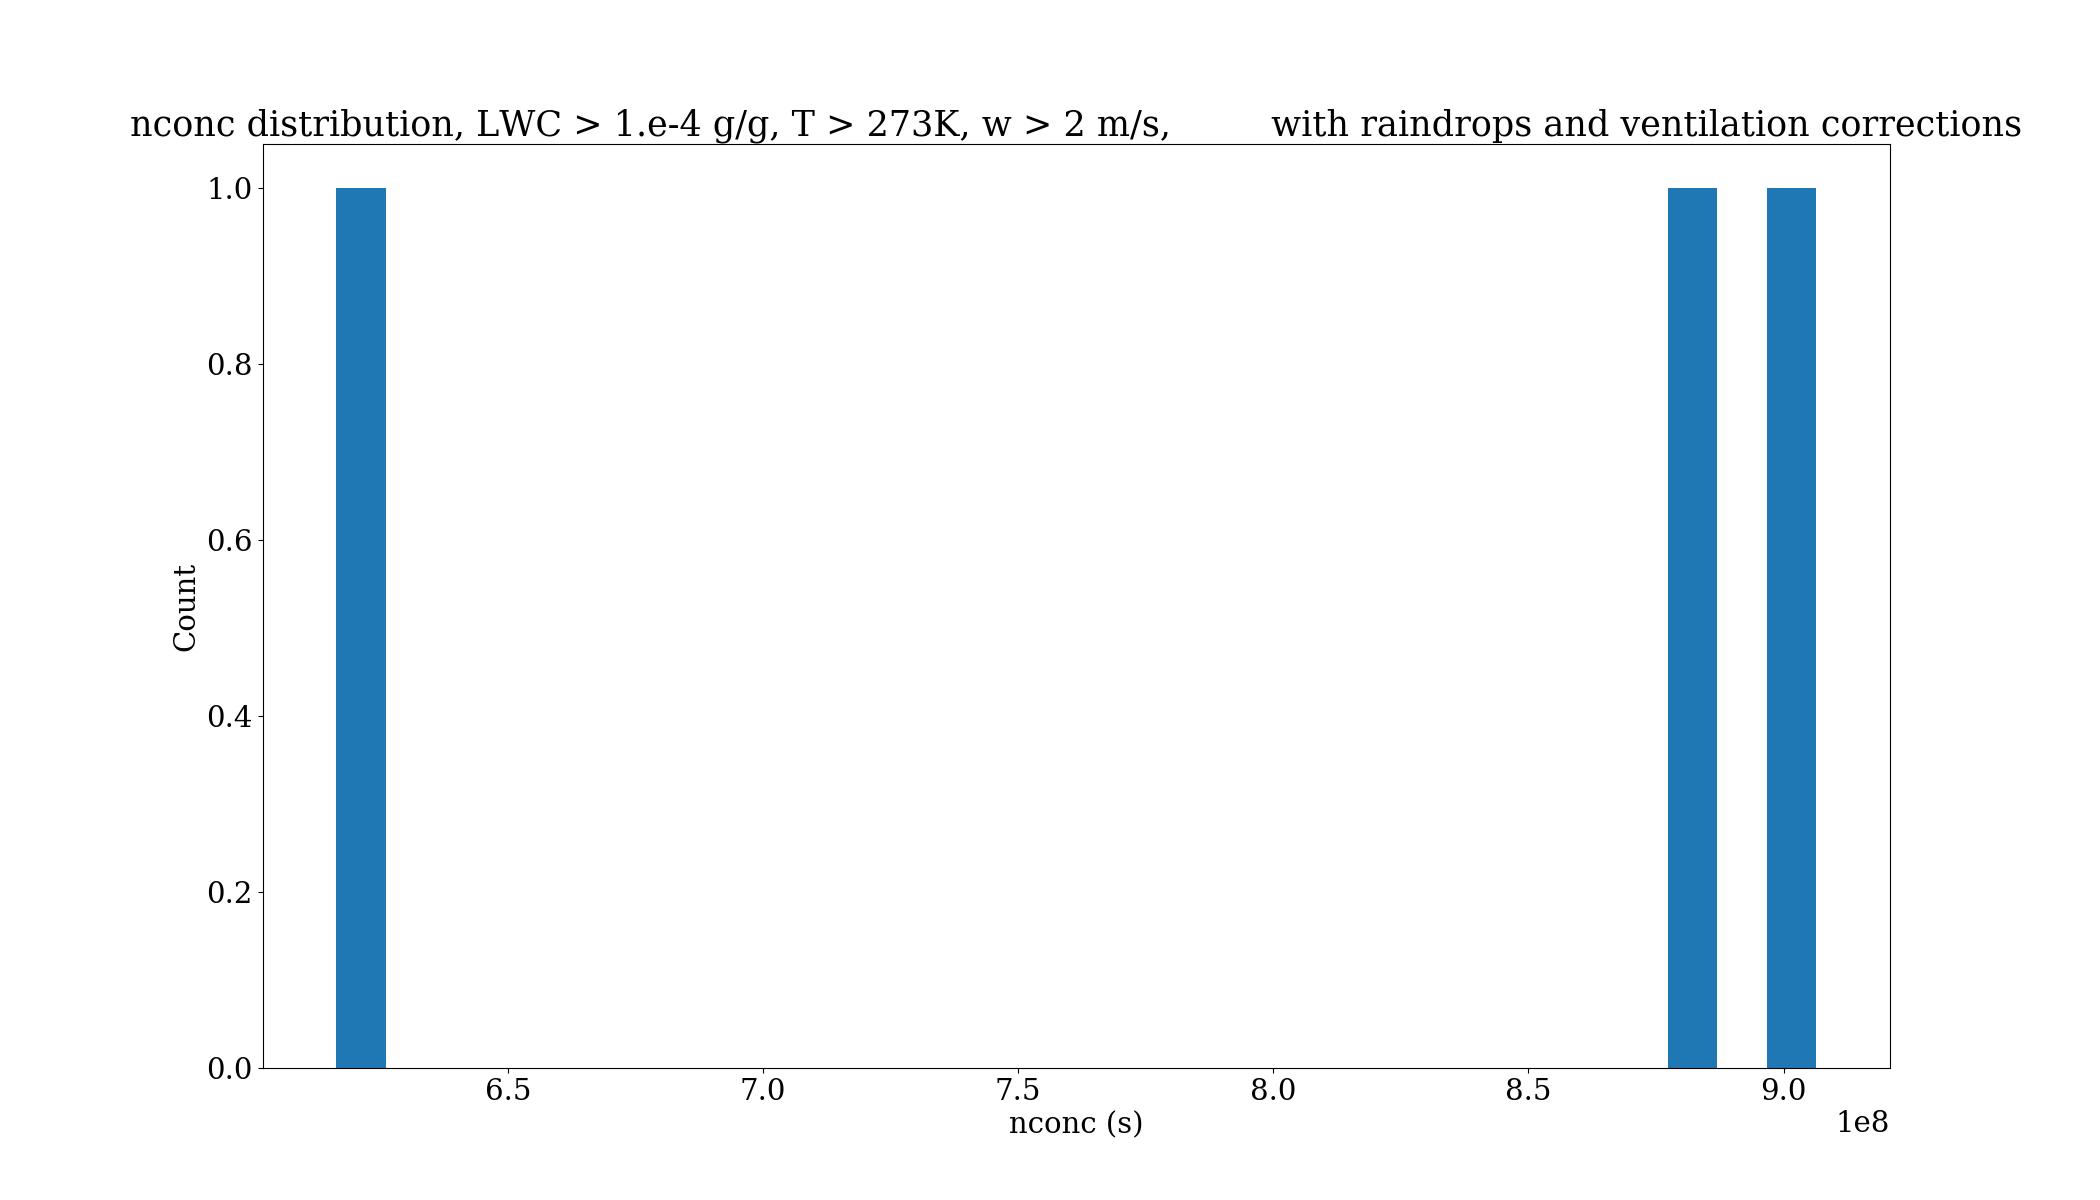 nconc distribution, LWC > 1.e-4 g/g, T > 273K, w > 2 m/s, with raindrops and ventilation corrections
1.0
0.8
0.6
0.4
0.2
0.0
Count
6.5 7.0 7.5 8.0 8.5 9.0
nconc (s)
1e8